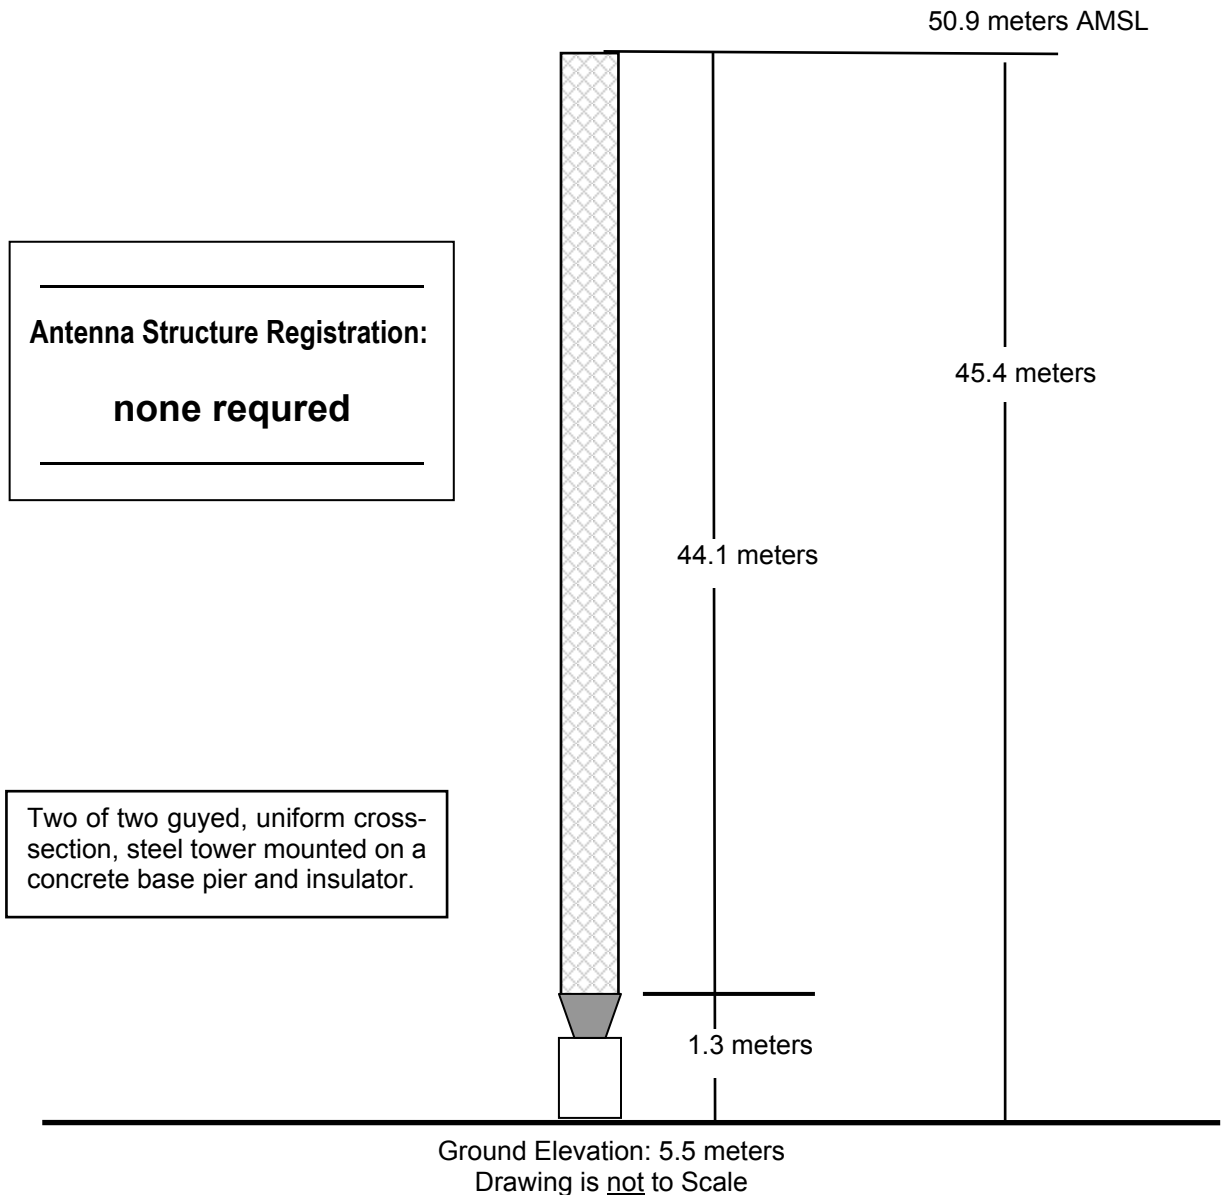 50.9 meters AMSL
Antenna Structure Registration:
none requred
45.4 meters
44.1 meters
Two of two guyed, uniform cross-
section, steel tower mounted on a
concrete base pier and insulator.
1.3 meters
Ground Elevation: 5.5 meters
Drawing is not to Scale